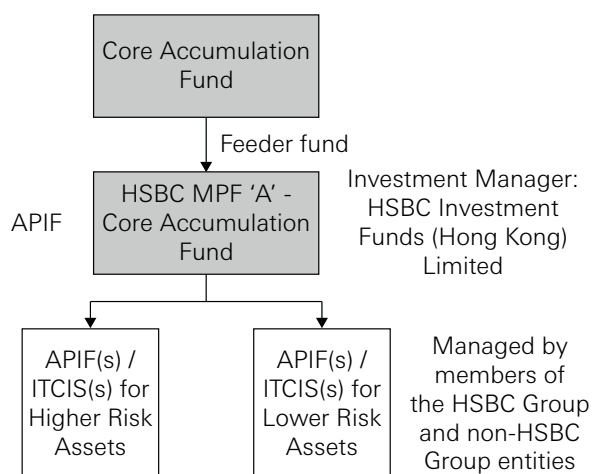 Core Accumulation
Fund
Feeder fund
APIF
HSBC MPF 'A' -
Core Accumulation
Fund
Investment Manager:
HSBC Investment
Funds (Hong Kong)
Limited
APIF(s) /
ITCIS(s) for
Higher Risk
Assets
APIF(s) /
ITCIS(s) for
Lower Risk
Assets
Managed by
members of
the HSBC Group
and non-HSBC
Group entities